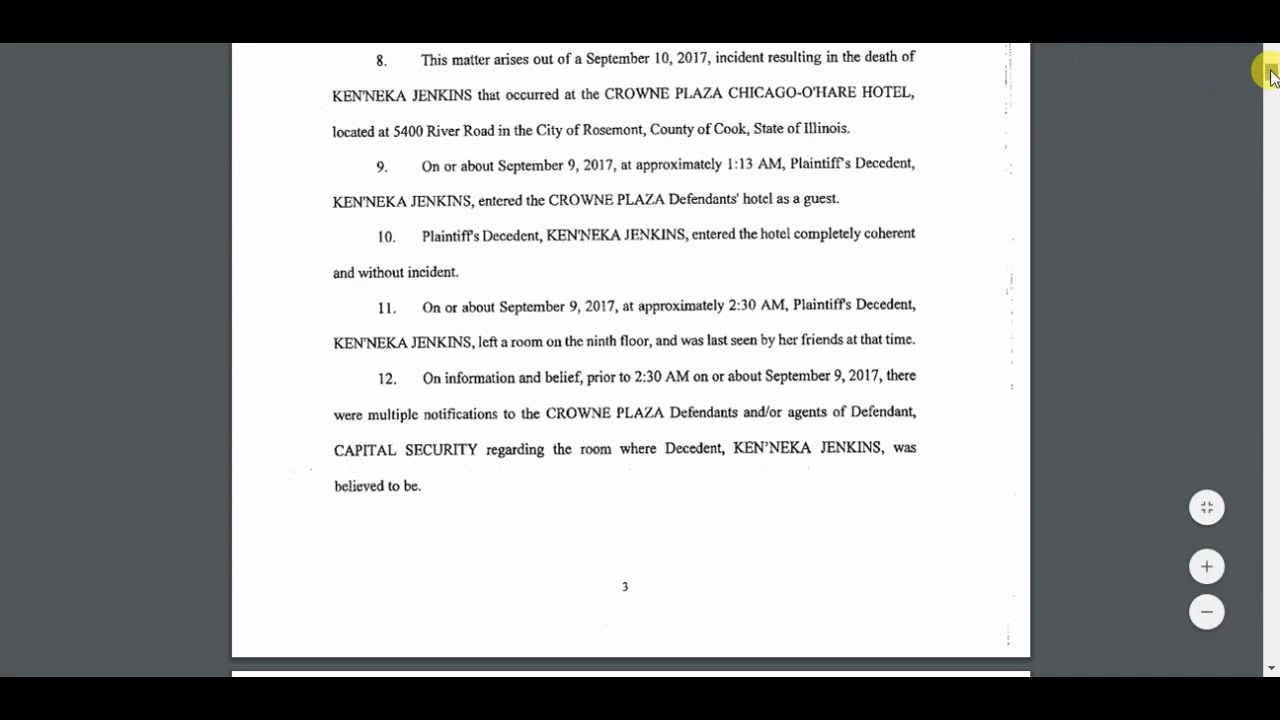 8. This matter arises out of a September 10, 2017, incident resulting in the death of
KEN'NEKA JENKINS that occurred at the CROWNE PLAZA CHICAGO-O'HARE HOTEL,
located at 5400 River Road in the City of Rosemont, County of Cook, State of Illinois.
9. On or about September 9, 2017, at approximately 1:13 AM, Plaintiff's Decedent,
KEN'NEKA JENKINS, entered the CROWNE PLAZA Defendants' hotel as a guest.
10. Plaintiff's Decedent, KEN'NEKA JENKINS, entered the hotel completely coherent
and without incident.
11. On or about September 9, 2017, at approximately 2:30 AM, Plaintiff's Decedent,
KEN'NEKA JENKINS, left a room on the ninth floor, and was last seen by her friends at that time.
12. On information and belief, prior to 2:30 AM on or about September 9, 2017, there
were multiple notifications to the CROWNE PLAZA Defendants and/or agents of Defendant,
CAPITAL SECURITY regarding the room where Decedent, KEN'NEKA JENKINS, was
believed to be.
3